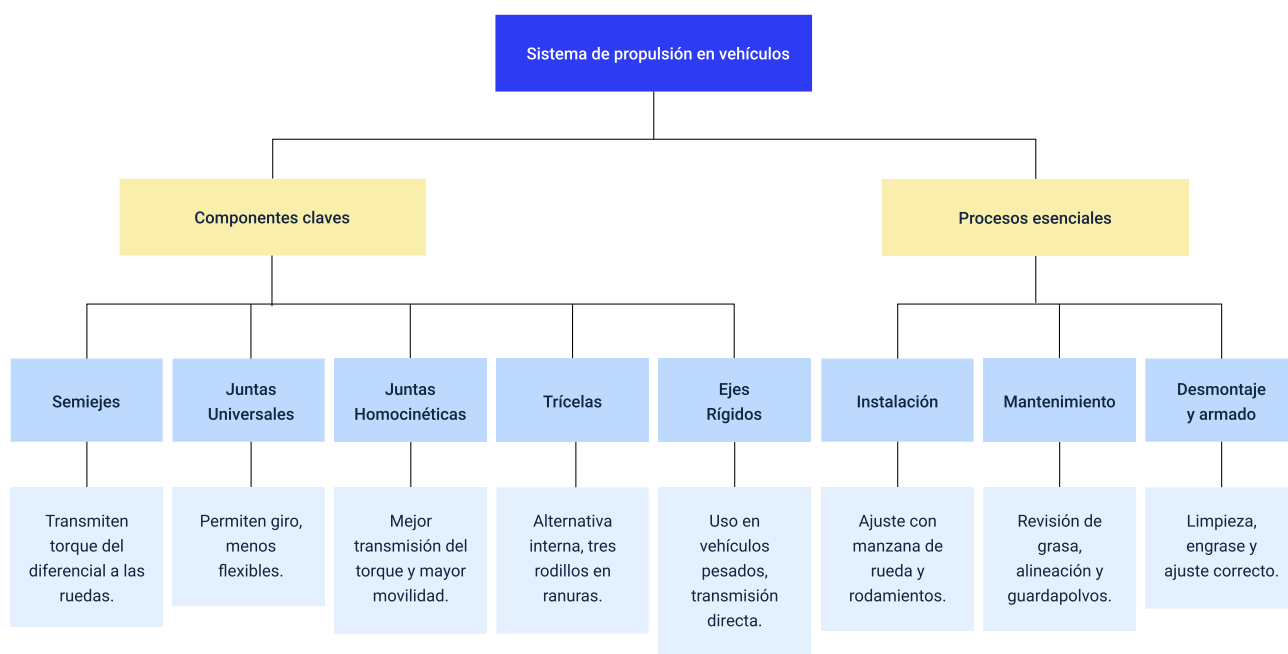 Sistema de propulsión en vehículos
Componentes claves
Procesos esenciales
Semiejes
Juntas
Universales
Juntas
Homocinéticas
Trícelas
Ejes
Rígidos
Instalación
Mantenimiento
Desmontaje
y armado
Transmiten
torque del
diferencial a las
ruedas.
Permiten giro,
menos
flexibles.
Mejor
transmisión del
torque y mayor
movilidad.
Alternativa
interna, tres
rodillos en
ranuras.
Uso en
vehículos
pesados,
transmisión
directa.
Ajuste con
manzana de
rueda y
rodamientos.
Revisión de
grasa,
alineación y
guardapolvos.
Limpieza,
engrase y
ajuste correcto.